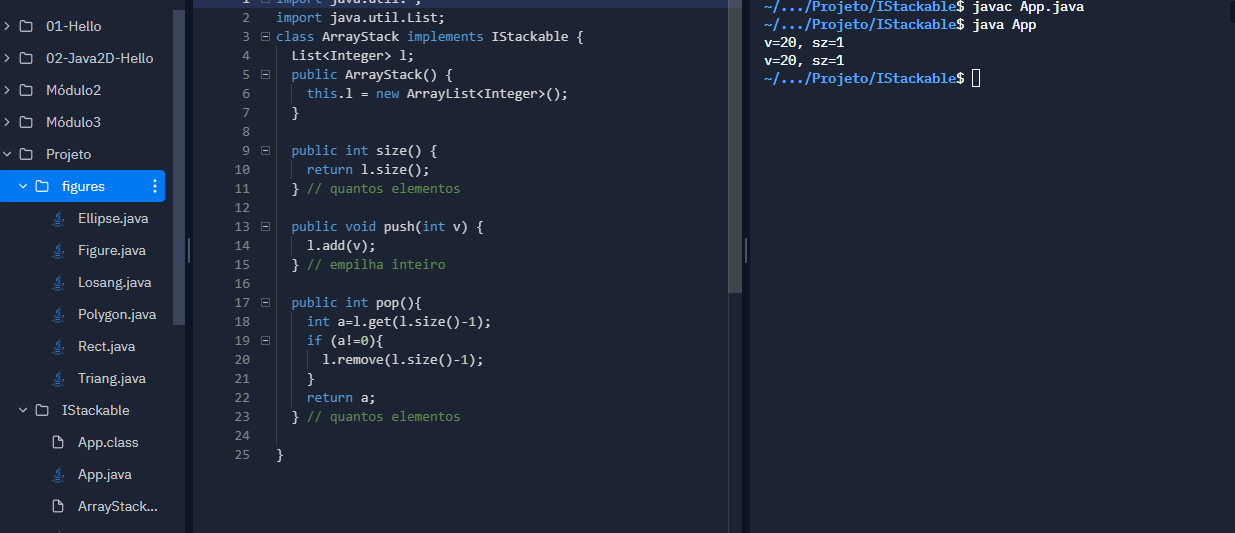 01-Hello
02-Java2D-Hello
Módulo2
Módulo3
Projeto
figures
Ellipse.java
Figure.java
Losang.java
Polygon.java
Rect.java
Triang.java
IStackable
App.class
App.java
ArrayStack...
1 import java.util.*;
2 import java.util.List;
3 class ArrayStack implements IStackable {
4 List<Integer> l;
5 public ArrayStack() {
6 this.l = new ArrayList<Integer>();
7 }
8
9 public int size() {
10 return l.size();
11 } // quantos elementos
12
13 public void push(int v) {
14 l.add(v);
15 } // empilha inteiro
16
17 public int pop(){
18 int a=l.get(l.size()-1);
19 if (a!=0){
20 l.remove(l.size()-1);
21 }
22 return a;
23 } // quantos elementos
24
25 }
~/.../Projeto/IStackable$ javac App.java
~/.../Projeto/IStackable$ java App
v=20, sz=1
v=20, sz=1
~/.../Projeto/IStackable$